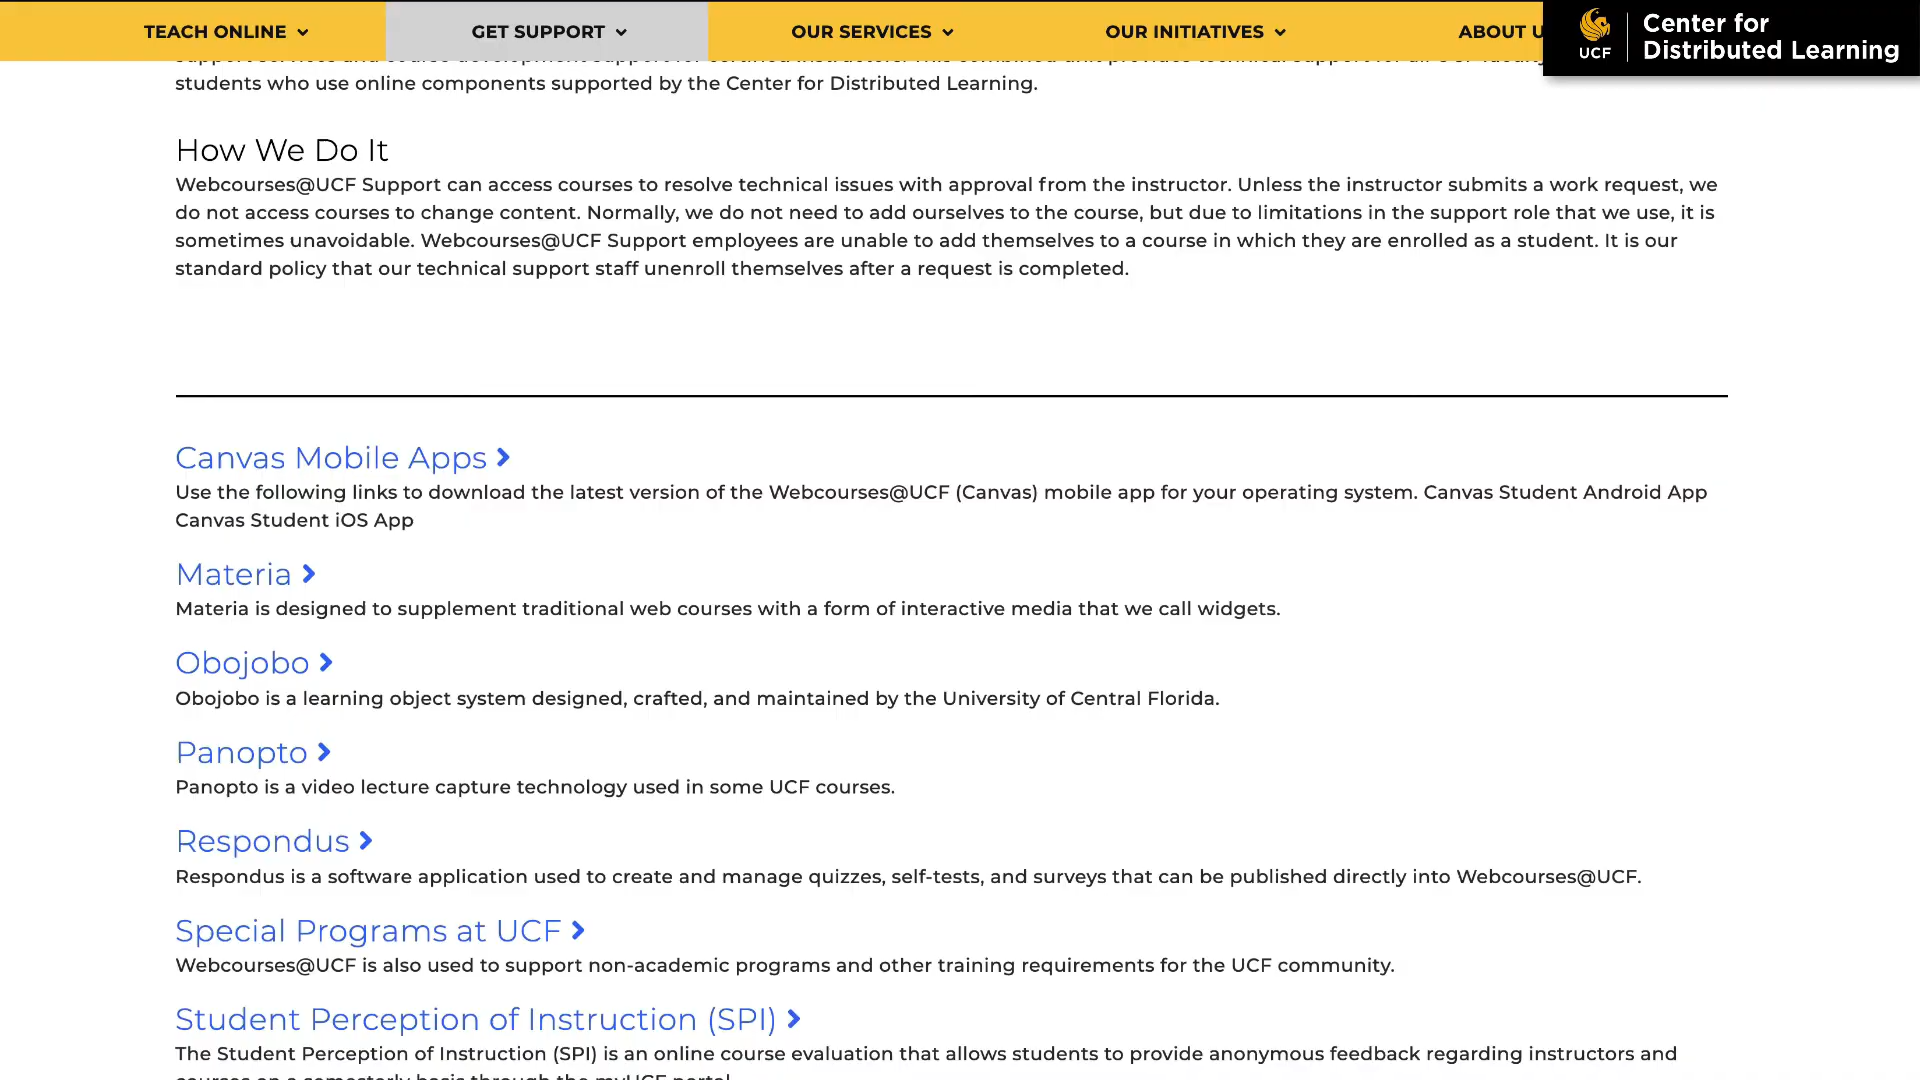 TEACH ONLINE
GET SUPPORT
OUR SERVICES
OUR INITIATIVES
ABOUT U
UCF
Center for
Distributed Learning
students who use online components supported by the Center for Distributed Learning.
How We Do It
Webcourses@UCF Support can access courses to resolve technical issues with approval from the instructor. Unless the instructor submits a work request, we
do not access courses to change content. Normally, we do not need to add ourselves to the course, but due to limitations in the support role that we use, it is
sometimes unavoidable. Webcourses@UCF Support employees are unable to add themselves to a course in which they are enrolled as a student. It is our
standard policy that our technical support staff unenroll themselves after a request is completed.
Canvas Mobile Apps
Use the following links to download the latest version of the Webcourses@UCF (Canvas) mobile app for your operating system. Canvas Student Android App
Canvas Student iOS App
Materia
Materia is designed to supplement traditional web courses with a form of interactive media that we call widgets.
Obojobo
Obojobo is a learning object system designed, crafted, and maintained by the University of Central Florida.
Panopto
Panopto is a video lecture capture technology used in some UCF courses.
Respondus
Respondus is a software application used to create and manage quizzes, self-tests, and surveys that can be published directly into Webcourses@UCF.
Special Programs at UCF
Webcourses@UCF is also used to support non-academic programs and other training requirements for the UCF community.
Student Perception of Instruction (SPI)
The Student Perception of Instruction (SPI) is an online course evaluation that allows students to provide anonymous feedback regarding instructors and